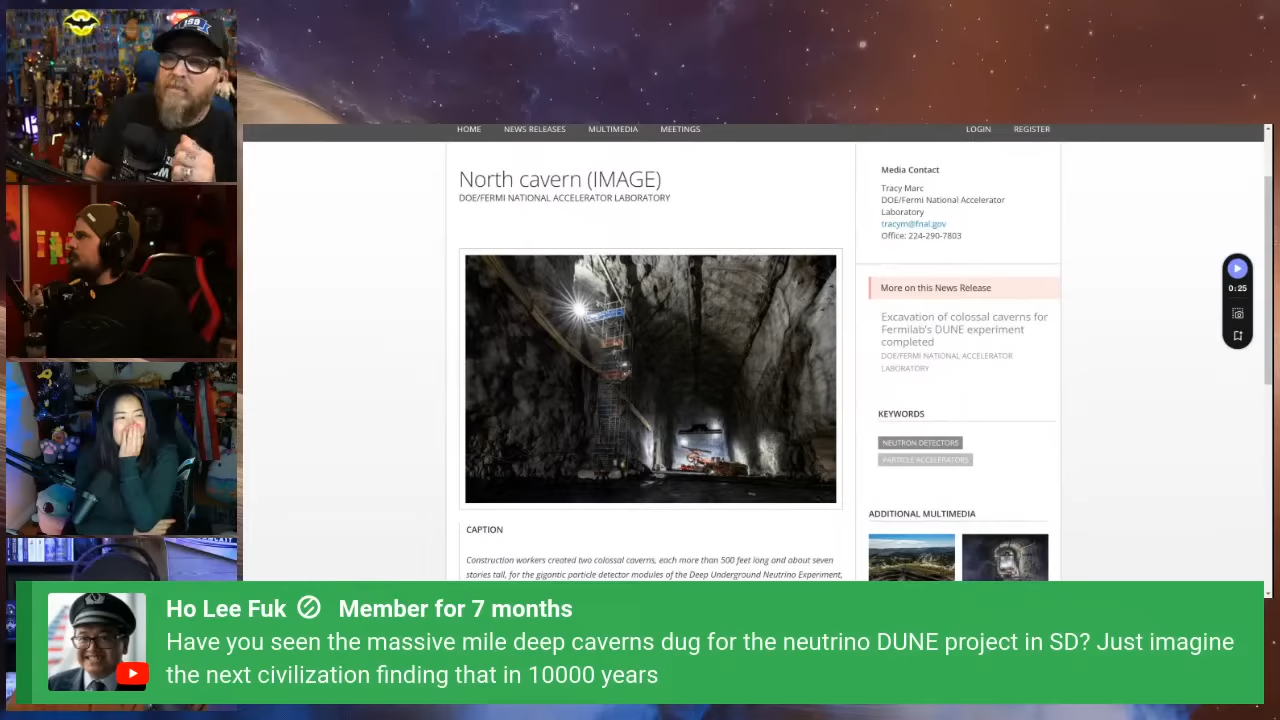 199
HOME NEWS RELEASES MULTIMEDIA MEETINGS LOGIN REGISTER
North cavern (IMAGE)
DOE/FERMI NATIONAL ACCELERATOR LABORATORY
CAPTION
Construction workers created two colossal caverns, each more than 500 feet long and about seven
stories tall, for the gigantic particle detector modules of the Deep Underground Neutrino Experiment,
Media Contact
Tracy Marc
DOE/Fermi National Accelerator
Laboratory
tracym@fnal.gov
Office: 224-290-7803
More on this News Release
Excavation of colossal caverns for
Fermilab's DUNE experiment
completed
DOE/FERMI NATIONAL ACCELERATOR
LABORATORY
KEYWORDS
NEUTRON DETECTORS
PARTICLE ACCELERATORS
ADDITIONAL MULTIMEDIA
0:25
Ho Lee Fuk Member for 7 months
Have you seen the massive mile deep caverns dug for the neutrino DUNE project in SD? Just imagine
the next civilization finding that in 10000 years